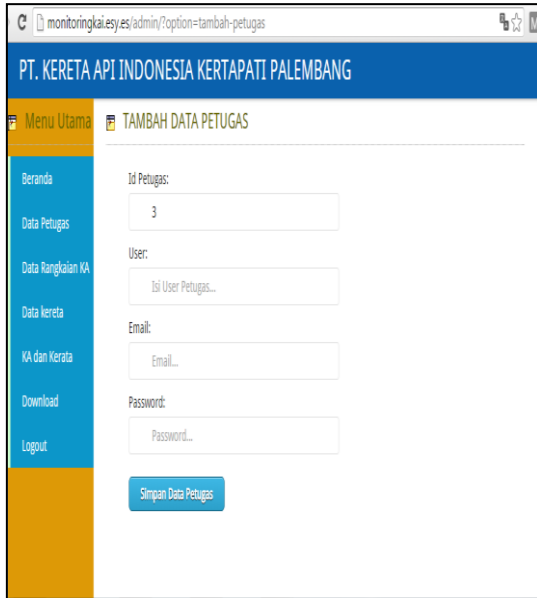 monitoringkai.esy.es/admin/?option=tambah-petugas
PT. KERETA API INDONESIA KERTAPATI PALEMBANG
Menu Utama
Beranda
Data Petugas
Data Rangkaian KA
Data kereta
KA dan Kerata
Download
Logout
TAMBAH DATA PETUGAS
Id Petugas:
3
User:
Isi User Petugas...
Email:
Email...
Password:
Password...
Simpan Data Petugas